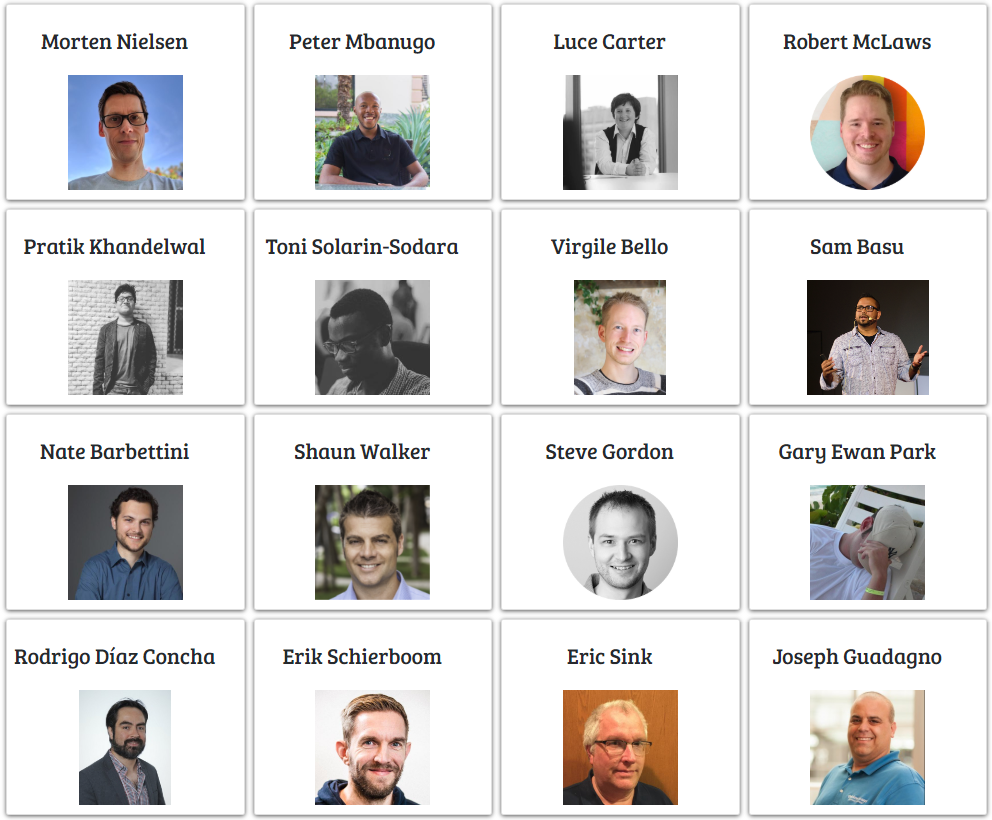 Morten Nielsen
Peter Mbanugo
Luce Carter
Robert McLaws
Pratik Khandelwal
Toni Solarin-Sodara
Virgile Bello
Sam Basu
Nate Barbettini
Shaun Walker
Steve Gordon
Gary Ewan Park
Rodrigo Díaz Concha
Erik Schierboom
Eric Sink
Joseph Guadagno